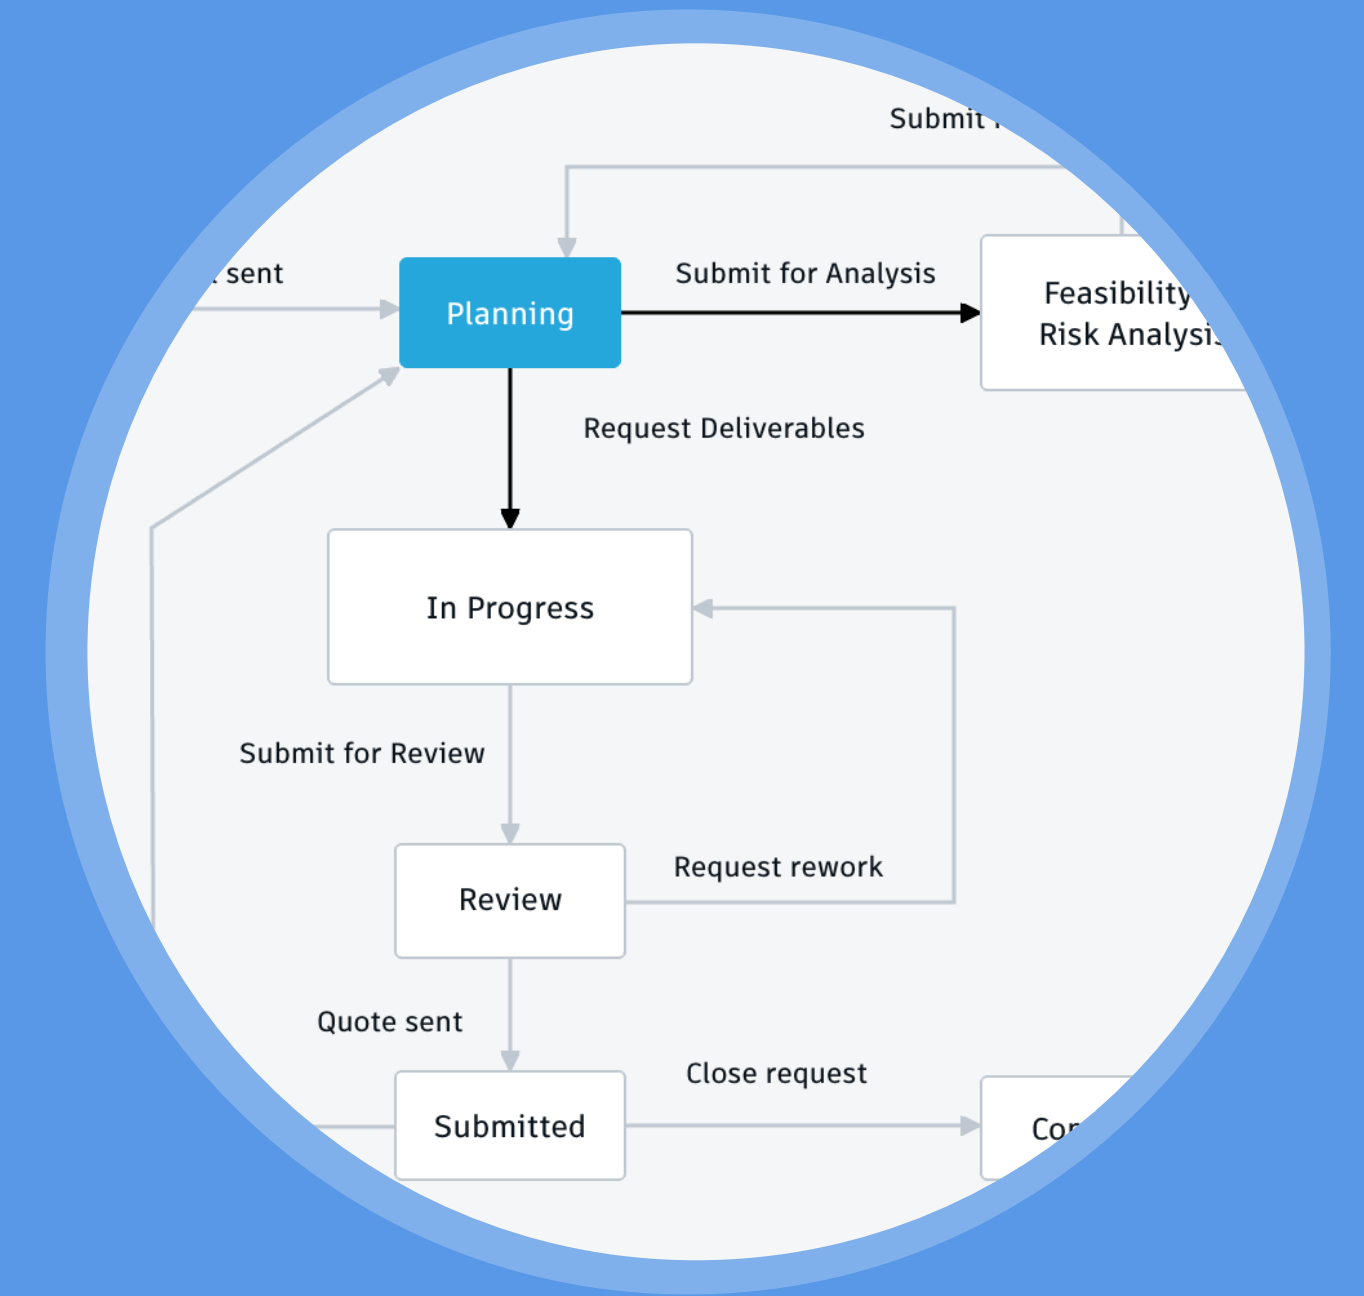 Submit
sent
Planning
Submit for Analysis
Feasibility
Risk Analysis
Request Deliverables
In Progress
Submit for Review
Review
Request rework
Quote sent
Submitted
Close request